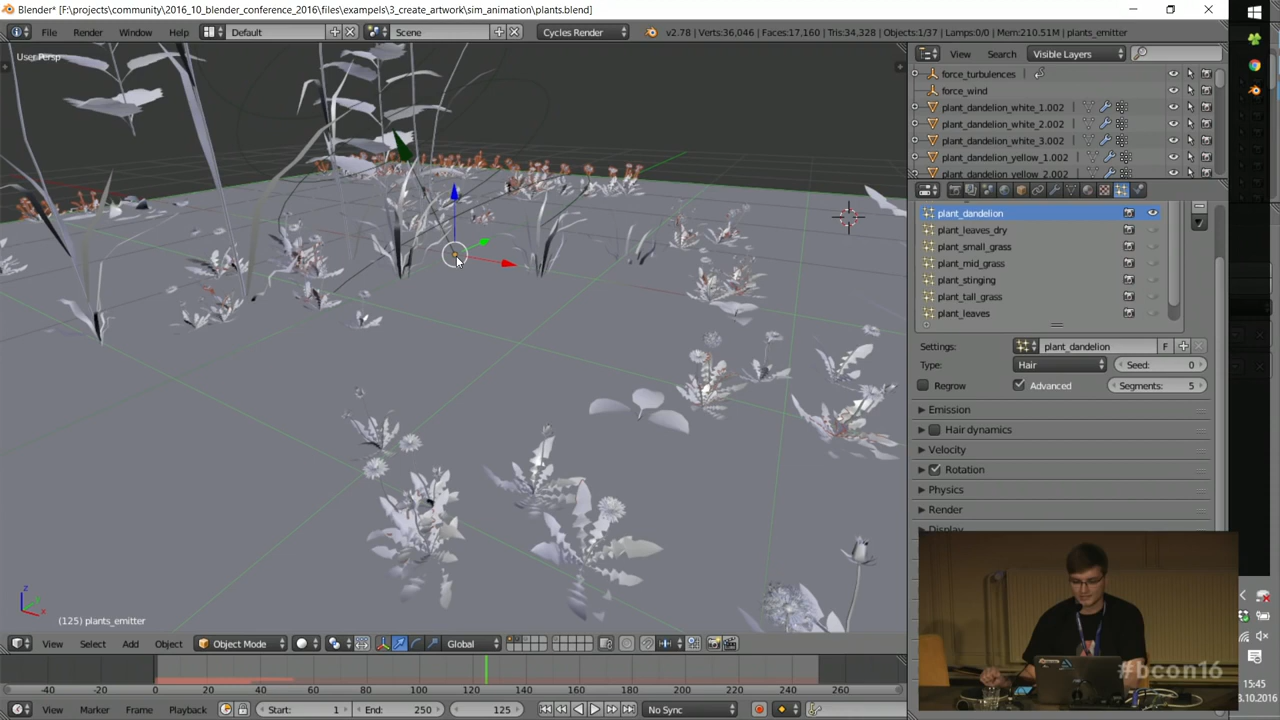 Blender* [F:\projects\community\2016_10_blender_conference_2016\files\exampels\3_create_artwork\sim_animation\plants.blend]
File Render Window Help Default Scene Cycles Render v2.78 | Verts:36,046 | Faces:17,160 | Tris:34,328 | Objects:1/37 | Lamps:0/0 | Mem:210.51M | plants_emitter
User Persp
View Search Visible Layers
force_turbulences
force_wind
plant_dandelion_white_1.002
plant_dandelion_white_2.002
plant_dandelion_white_3.002
plant_dandelion_yellow_1.002
plant_dandelion_yellow_2.002
plant_dandelion
plant_leaves_dry
plant_small_grass
plant_mid_grass
plant_stinging
plant_tall_grass
plant_leaves
Settings: plant_dandelion F
Type: Hair Seed: 0
Regrow Advanced Segments: 5
Emission
Hair dynamics
Velocity
Rotation
Physics
Render
Display
z
y
x
(125) plants_emitter
View Select Add Object Object Mode Global
-40 -20 0 20 40 60 80 100 120 140 160 180 200 220 240 260
View Marker Frame Playback Start: 1 End: 250 125 No Sync
#bcon16
15:45